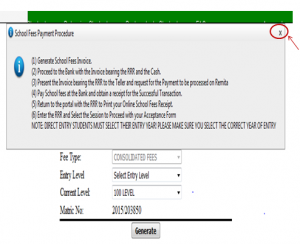 School Fees Payment Procedure
x
(1) Generate School Fees Invoice.
(2) Proceed to the Bank with the Invoice bearing the RRR and the Cash.
(3) Present the Invoice bearing the RRR to the Teller and request for the Payment to be processed on Remita
(4) Pay School fees at the Bank and obtain a receipt for the Successful Transaction.
(5) Return to the portal with the RRR to Print your Online School Fees Receipt.
(6) Enter the RRR and Select the Session to Proceed with your Acceptance Form
NOTE: DIRECT ENTRY STUDENTS MUST SELECT THEIR ENTRY YEAR! PLEASE MAKE SURE YOU SELECT THE CORRECT YEAR OF ENTRY
Fee Type: CONSOLIDATED FEES
Entry Level Select Entry Level
Current Level: 100 LEVEL
Matric No: 2015/203850
Generate